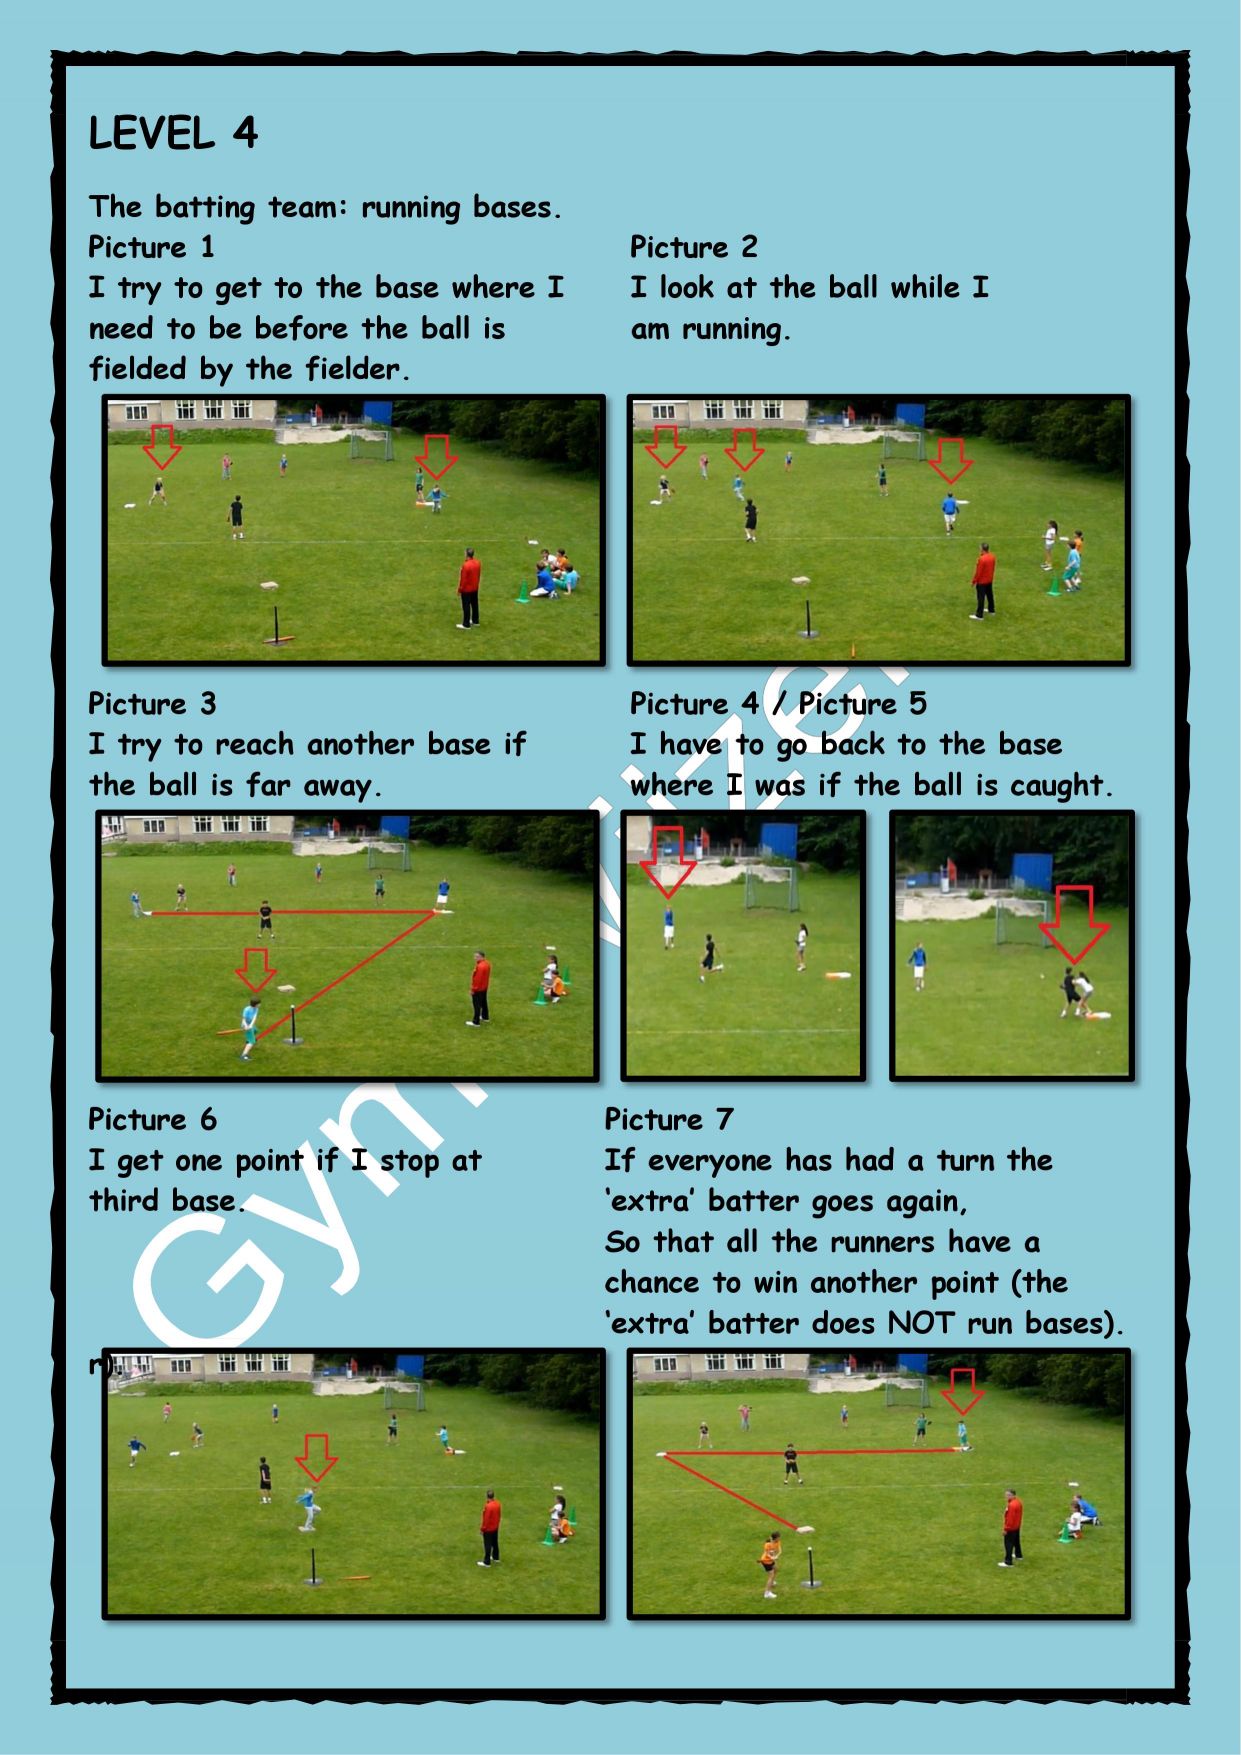 LEVEL 4
The batting team: running bases.
Picture 1
I try to get to the base where I
need to be before the ball is
fielded by the fielder.
Picture 2
I look at the ball while I
am running.
Picture 3
I try to reach another base if
the ball is far away.
Picture 4 / Picture 5
I have to go back to the base
where I was if the ball is caught.
Picture 6
I get one point if I stop at
third base.
Picture 7
If everyone has had a turn the
‘extra’ batter goes again,
So that all the runners have a
chance to win another point (the
‘extra’ batter does NOT run bases).
r).